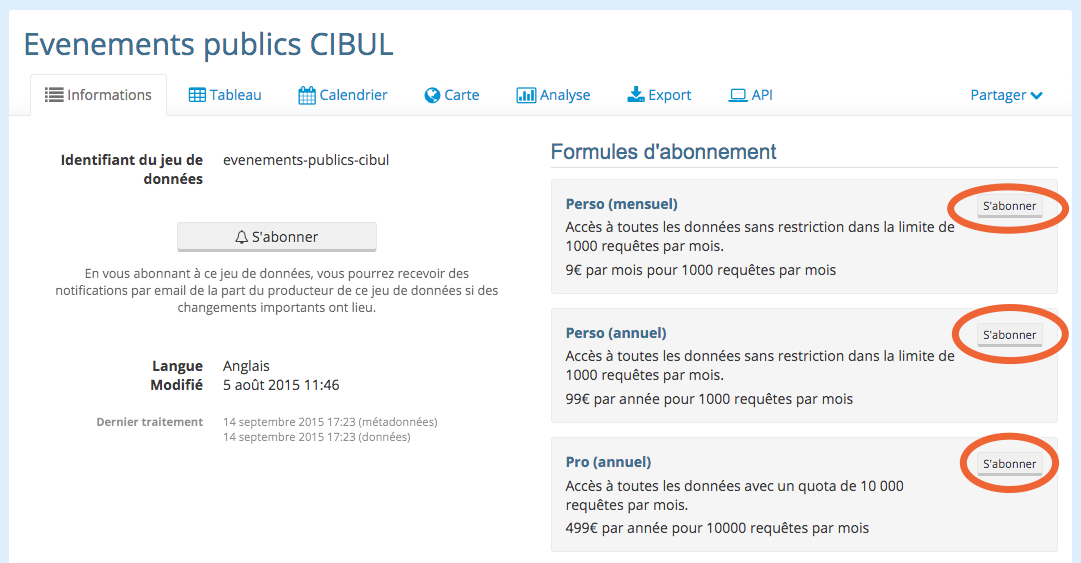 Evenements publics CIBUL
Informations
Tableau
Calendrier
Carte
Analyse
Export
API
Partager
Identifiant du jeu de
données
evenements-publics-cibul
S'abonner
En vous abonnant à ce jeu de données, vous pourrez recevoir des
notifications par email de la part du producteur de ce jeu de données si des
changements importants ont lieu.
Langue Anglais
Modifié 5 août 2015 11:46
Dernier traitement 14 septembre 2015 17:23 (métadonnées)
14 septembre 2015 17:23 (données)
Formules d'abonnement
Perso (mensuel)
S'abonner
Accès à toutes les données sans restriction dans la limite de
1000 requêtes par mois.
9€ par mois pour 1000 requêtes par mois
Perso (annuel)
S'abonner
Accès à toutes les données sans restriction dans la limite de
1000 requêtes par mois.
99€ par année pour 1000 requêtes par mois
Pro (annuel)
S'abonner
Accès à toutes les données avec un quota de 10 000
requêtes par mois.
499€ par année pour 10000 requêtes par mois